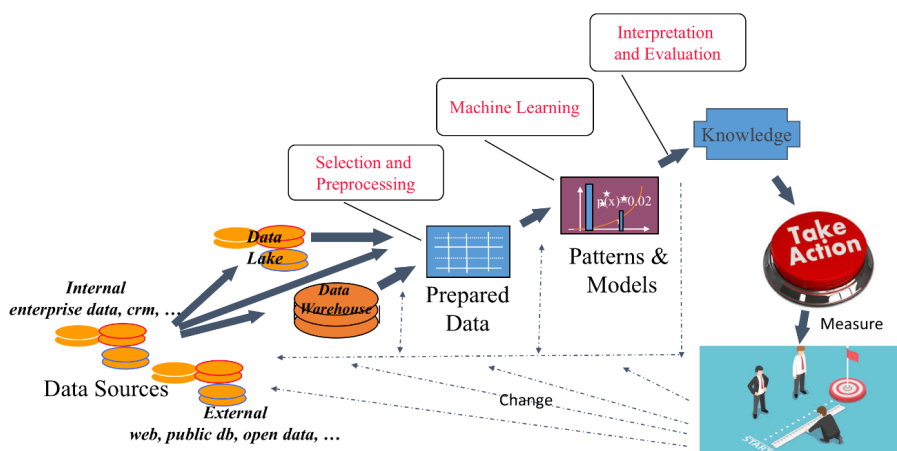 Interpretation
and Evaluation
Machine Learning
Knowledge
Selection and
Preprocessing
p(x)=0.02
Take
Action
Data
Lake
Patterns &
Models
Internal
enterprise data, crm, …
Data
Warehouse
Prepared
Data
Measure
Data Sources
External
web, public db, open data, …
Change
START